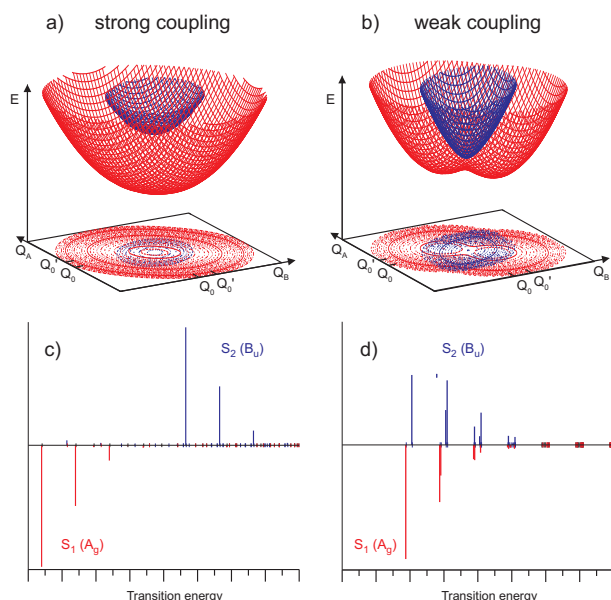 a) strong coupling
b) weak coupling
E
E
Q_A
Q_0'
Q_0
Q_0
Q_0'
Q_B
Q_A
Q_0'
Q_0
Q_0
Q_0'
Q_B
c)
S_2 (B_u)
S_1 (A_g)
Transition energy
d)
S_2 (B_u)
S_1 (A_g)
Transition energy